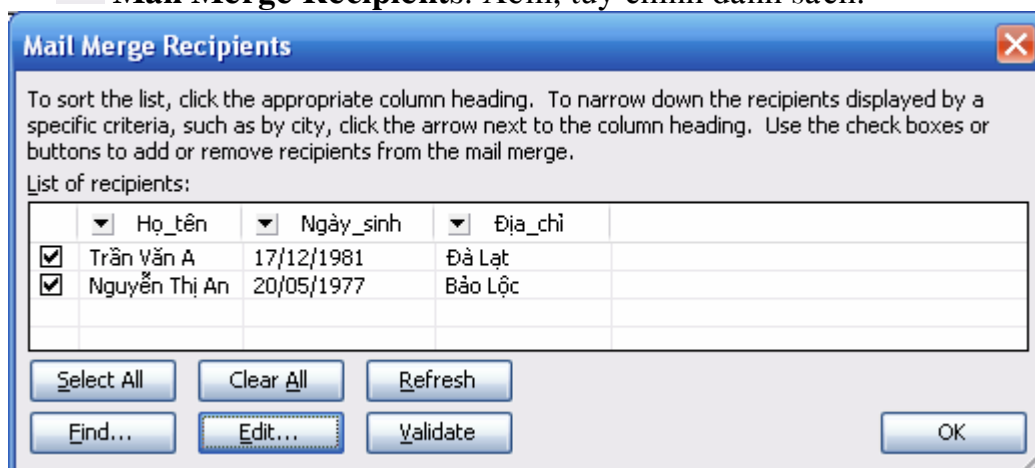 Mail Merge Recipients: Xem, tùy chỉnh danh sách.
Mail Merge Recipients
To sort the list, click the appropriate column heading. To narrow down the recipients displayed by a
specific criteria, such as by city, click the arrow next to the column heading. Use the check boxes or
buttons to add or remove recipients from the mail merge.
List of recipients:
Họ_tên Ngày_sinh Địa_chỉ
Trần Văn A 17/12/1981 Đà Lạt
Nguyễn Thị An 20/05/1977 Bảo Lộc
Select All Clear All Refresh
Find... Edit... Validate OK